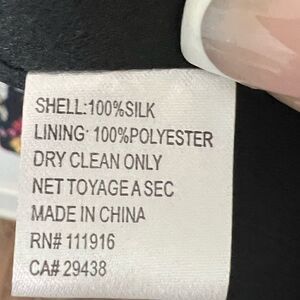 SHELL:100%SILK
LINING: 100%POLYESTER
DRY CLEAN ONLY
NET TOYAGE A SEC
MADE IN CHINA
RN# 111916
CA# 29438